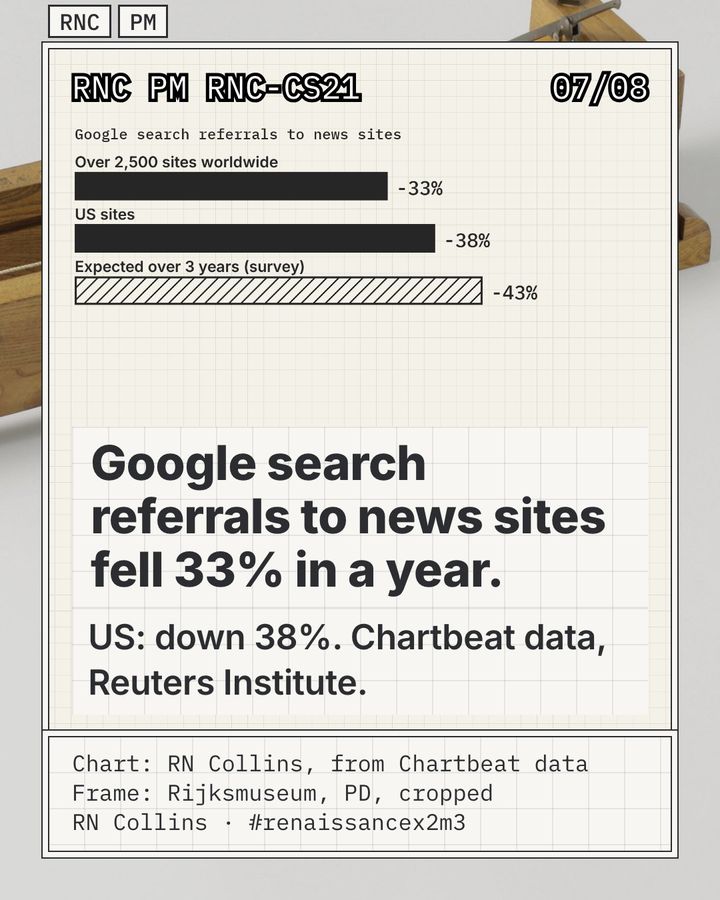 RNC PM
RNC PM RNC-CS21 07/08
Google search referrals to news sites
Over 2,500 sites worldwide
-33%
US sites
-38%
Expected over 3 years (survey)
-43%
Google search
referrals to news sites
fell 33% in a year.
US: down 38%. Chartbeat data,
Reuters Institute.
Chart: RN Collins, from Chartbeat data
Frame: Rijksmuseum, PD, cropped
RN Collins · #renaissancex2m3